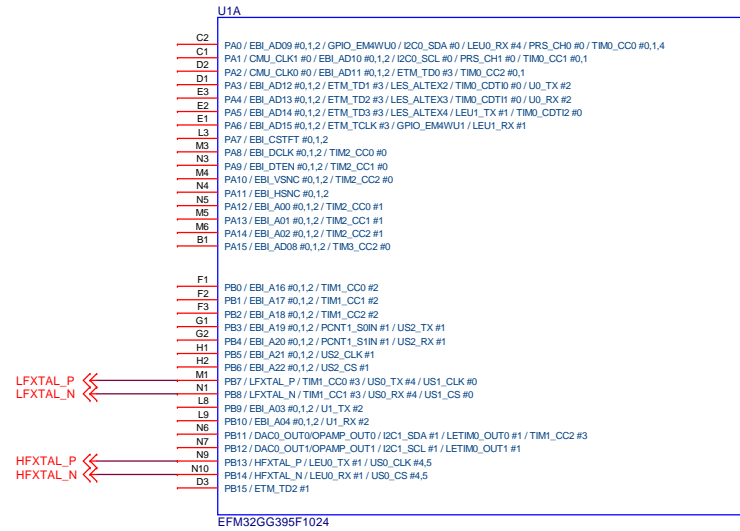 U1A
C2 PA0 / EBI_AD09 #0,1,2 / GPIO_EM4WU0 / I2C0_SDA #0 / LEU0_RX #4 / PRS_CH0 #0 / TIM0_CC0 #0,1,4
C1 PA1 / CMU_CLK1 #0 / EBI_AD10 #0,1,2 / I2C0_SCL #0 / PRS_CH1 #0 / TIM0_CC1 #0,1
D2 PA2 / CMU_CLK0 #0 / EBI_AD11 #0,1,2 / ETM_TD0 #3 / TIM0_CC2 #0,1
D1 PA3 / EBI_AD12 #0,1,2 / ETM_TD1 #3 / LES_ALTEX2 / TIM0_CDTI0 #0 / U0_TX #2
E3 PA4 / EBI_AD13 #0,1,2 / ETM_TD2 #3 / LES_ALTEX3 / TIM0_CDTI1 #0 / U0_RX #2
E2 PA5 / EBI_AD14 #0,1,2 / ETM_TD3 #3 / LES_ALTEX4 / LEU1_TX #1 / TIM0_CDTI2 #0
E1 PA6 / EBI_AD15 #0,1,2 / ETM_TCLK #3 / GPIO_EM4WU1 / LEU1_RX #1
L3 PA7 / EBI_CSTFT #0,1,2
M3 PA8 / EBI_DCLK #0,1,2 / TIM2_CC0 #0
N3 PA9 / EBI_DTEN #0,1,2 / TIM2_CC1 #0
M4 PA10 / EBI_VSNC #0,1,2 / TIM2_CC2 #0
N4 PA11 / EBI_HSNC #0,1,2
N5 PA12 / EBI_A00 #0,1,2 / TIM2_CC0 #1
M5 PA13 / EBI_A01 #0,1,2 / TIM2_CC1 #1
M6 PA14 / EBI_A02 #0,1,2 / TIM2_CC2 #1
B1 PA15 / EBI_AD08 #0,1,2 / TIM3_CC2 #0
F1 PB0 / EBI_A16 #0,1,2 / TIM1_CC0 #2
F2 PB1 / EBI_A17 #0,1,2 / TIM1_CC1 #2
F3 PB2 / EBI_A18 #0,1,2 / TIM1_CC2 #2
G1 PB3 / EBI_A19 #0,1,2 / PCNT1_S0IN #1 / US2_TX #1
G2 PB4 / EBI_A20 #0,1,2 / PCNT1_S1IN #1 / US2_RX #1
H1 PB5 / EBI_A21 #0,1,2 / US2_CLK #1
H2 PB6 / EBI_A22 #0,1,2 / US2_CS #1
LFXTAL_P M1 PB7 / LFXTAL_P / TIM1_CC0 #3 / US0_TX #4 / US1_CLK #0
LFXTAL_N N1 PB8 / LFXTAL_N / TIM1_CC1 #3 / US0_RX #4 / US1_CS #0
L8 PB9 / EBI_A03 #0,1,2 / U1_TX #2
L9 PB10 / EBI_A04 #0,1,2 / U1_RX #2
N6 PB11 / DAC0_OUT0/OPAMP_OUT0 / I2C1_SDA #1 / LETIM0_OUT0 #1 / TIM1_CC2 #3
N7 PB12 / DAC0_OUT1/OPAMP_OUT1 / I2C1_SCL #1 / LETIM0_OUT1 #1
HFXTAL_P N9 PB13 / HFXTAL_P / LEU0_TX #1 / US0_CLK #4,5
HFXTAL_N N10 PB14 / HFXTAL_N / LEU0_RX #1 / US0_CS #4,5
D3 PB15 / ETM_TD2 #1
EFM32GG395F1024